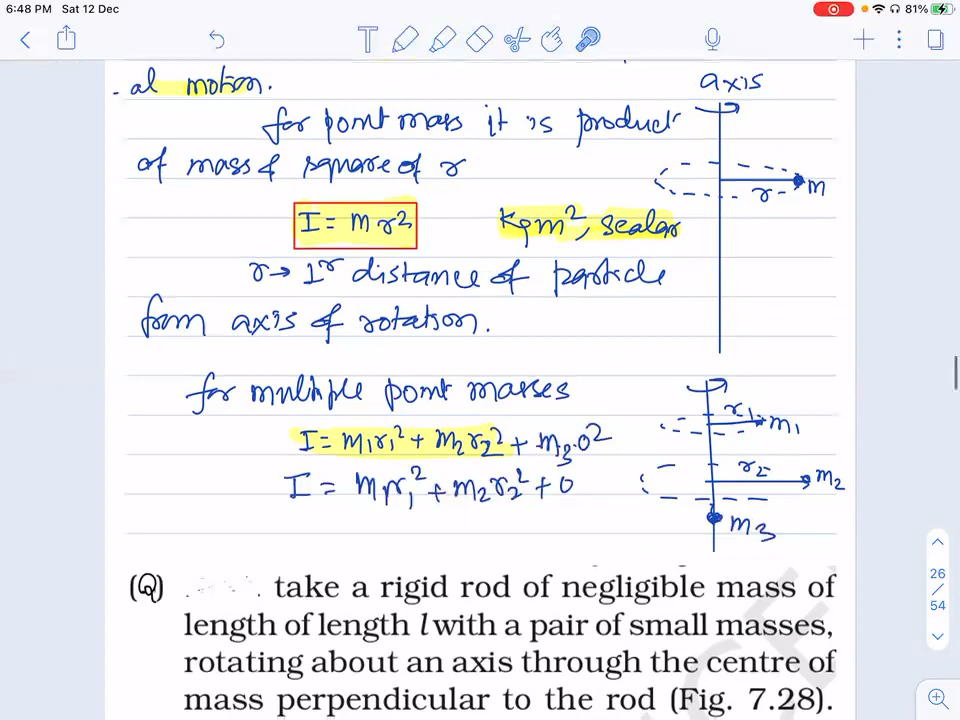 6:48 PM Sat 12 Dec
81%
- al motion.
axis
for point mass it is product
of mass & square of r
m
r
I = mr²
Kgm², scalar
r → ⊥r distance of particle
from axis of rotation.
for multiple point masses
r₁ m₁
I = m₁r₁² + m₂r₂² + m₃.0²
r₂ m₂
I = m₁r₁² + m₂r₂² + 0
m₃
(Q) take a rigid rod of negligible mass of
length of length l with a pair of small masses,
rotating about an axis through the centre of
mass perpendicular to the rod (Fig. 7.28).
26
/
54